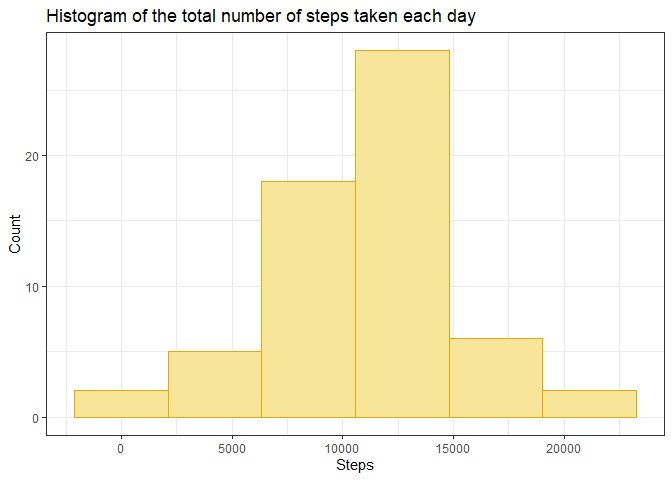 Histogram of the total number of steps taken each day
20
10
0
Count
0 5000 10000 15000 20000
Steps